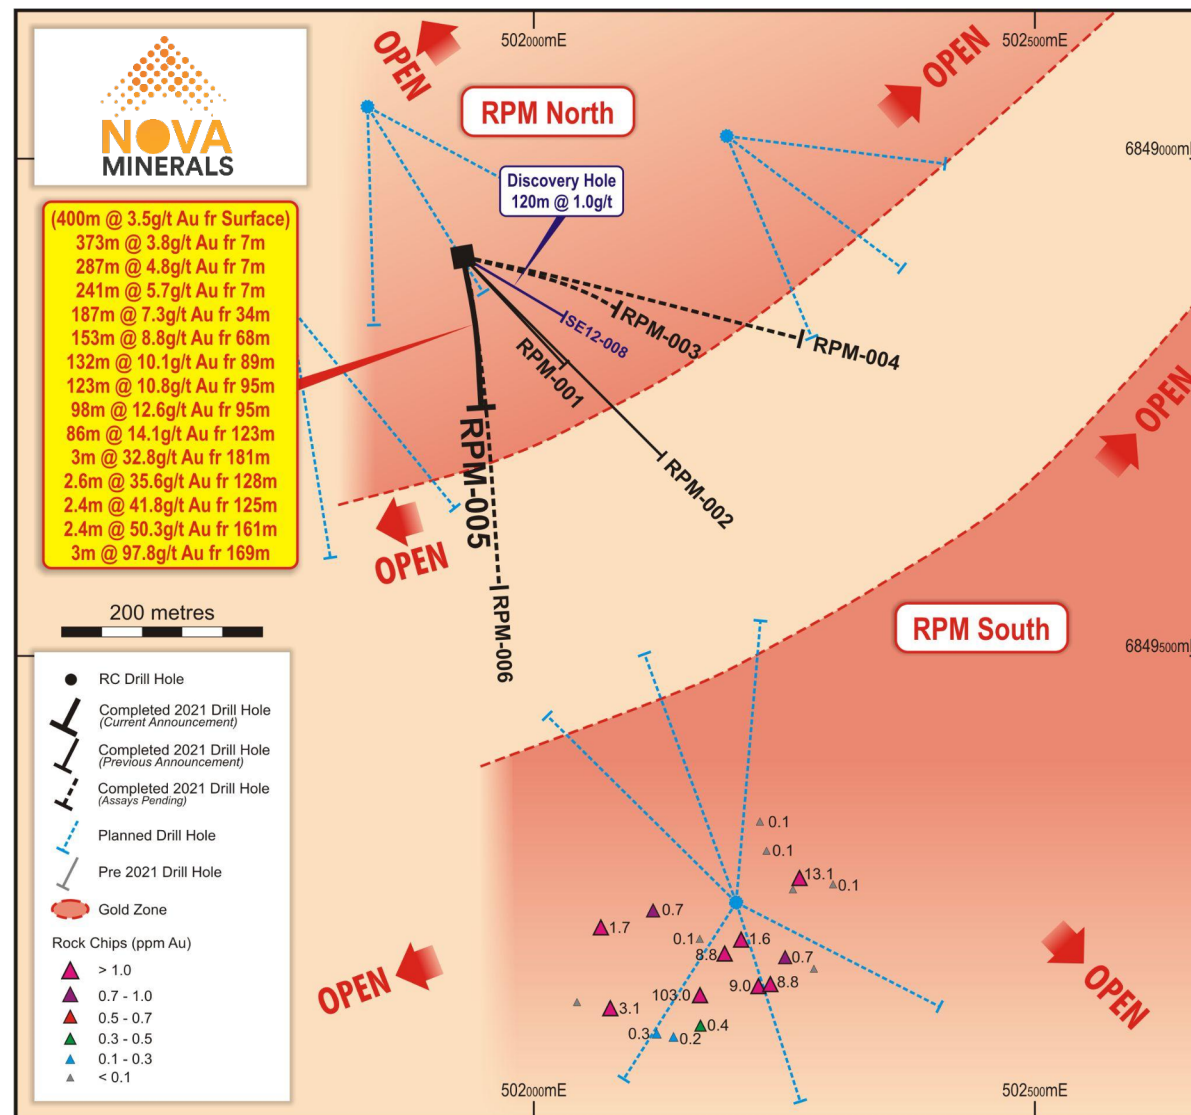 NOVA
MINERALS
502000mE
502500mE
OPEN
OPEN
RPM North
6849000m
Discovery Hole
120m @ 1.0g/t
(400m @ 3.5g/t Au fr Surface)
373m @ 3.8g/t Au fr 7m
287m @ 4.8g/t Au fr 7m
241m @ 5.7g/t Au fr 7m
187m @ 7.3g/t Au fr 34m
153m @ 8.8g/t Au fr 68m
132m @ 10.1g/t Au fr 89m
123m @ 10.8g/t Au fr 95m
98m @ 12.6g/t Au fr 95m
86m @ 14.1g/t Au fr 123m
3m @ 32.8g/t Au fr 181m
2.6m @ 35.6g/t Au fr 128m
2.4m @ 41.8g/t Au fr 125m
2.4m @ 50.3g/t Au fr 161m
3m @ 97.8g/t Au fr 169m
SE12-008
RPM-003
RPM-004
RPM-001
RPM-002
RPM-005
RPM-006
OPEN
OPEN
RPM South
6849500m
200 metres
RC Drill Hole
Completed 2021 Drill Hole
(Current Announcement)
Completed 2021 Drill Hole
(Previous Announcement)
Completed 2021 Drill Hole
(Assays Pending)
Planned Drill Hole
Pre 2021 Drill Hole
Gold Zone
Rock Chips (ppm Au)
> 1.0
0.7 - 1.0
0.5 - 0.7
0.3 - 0.5
0.1 - 0.3
< 0.1
0.1
0.1
13.1
0.1
0.7
1.7
0.1
1.6
8.8
0.7
9.0
8.8
103.0
3.1
0.4
0.3
0.2
OPEN
OPEN
502000mE
502500mE